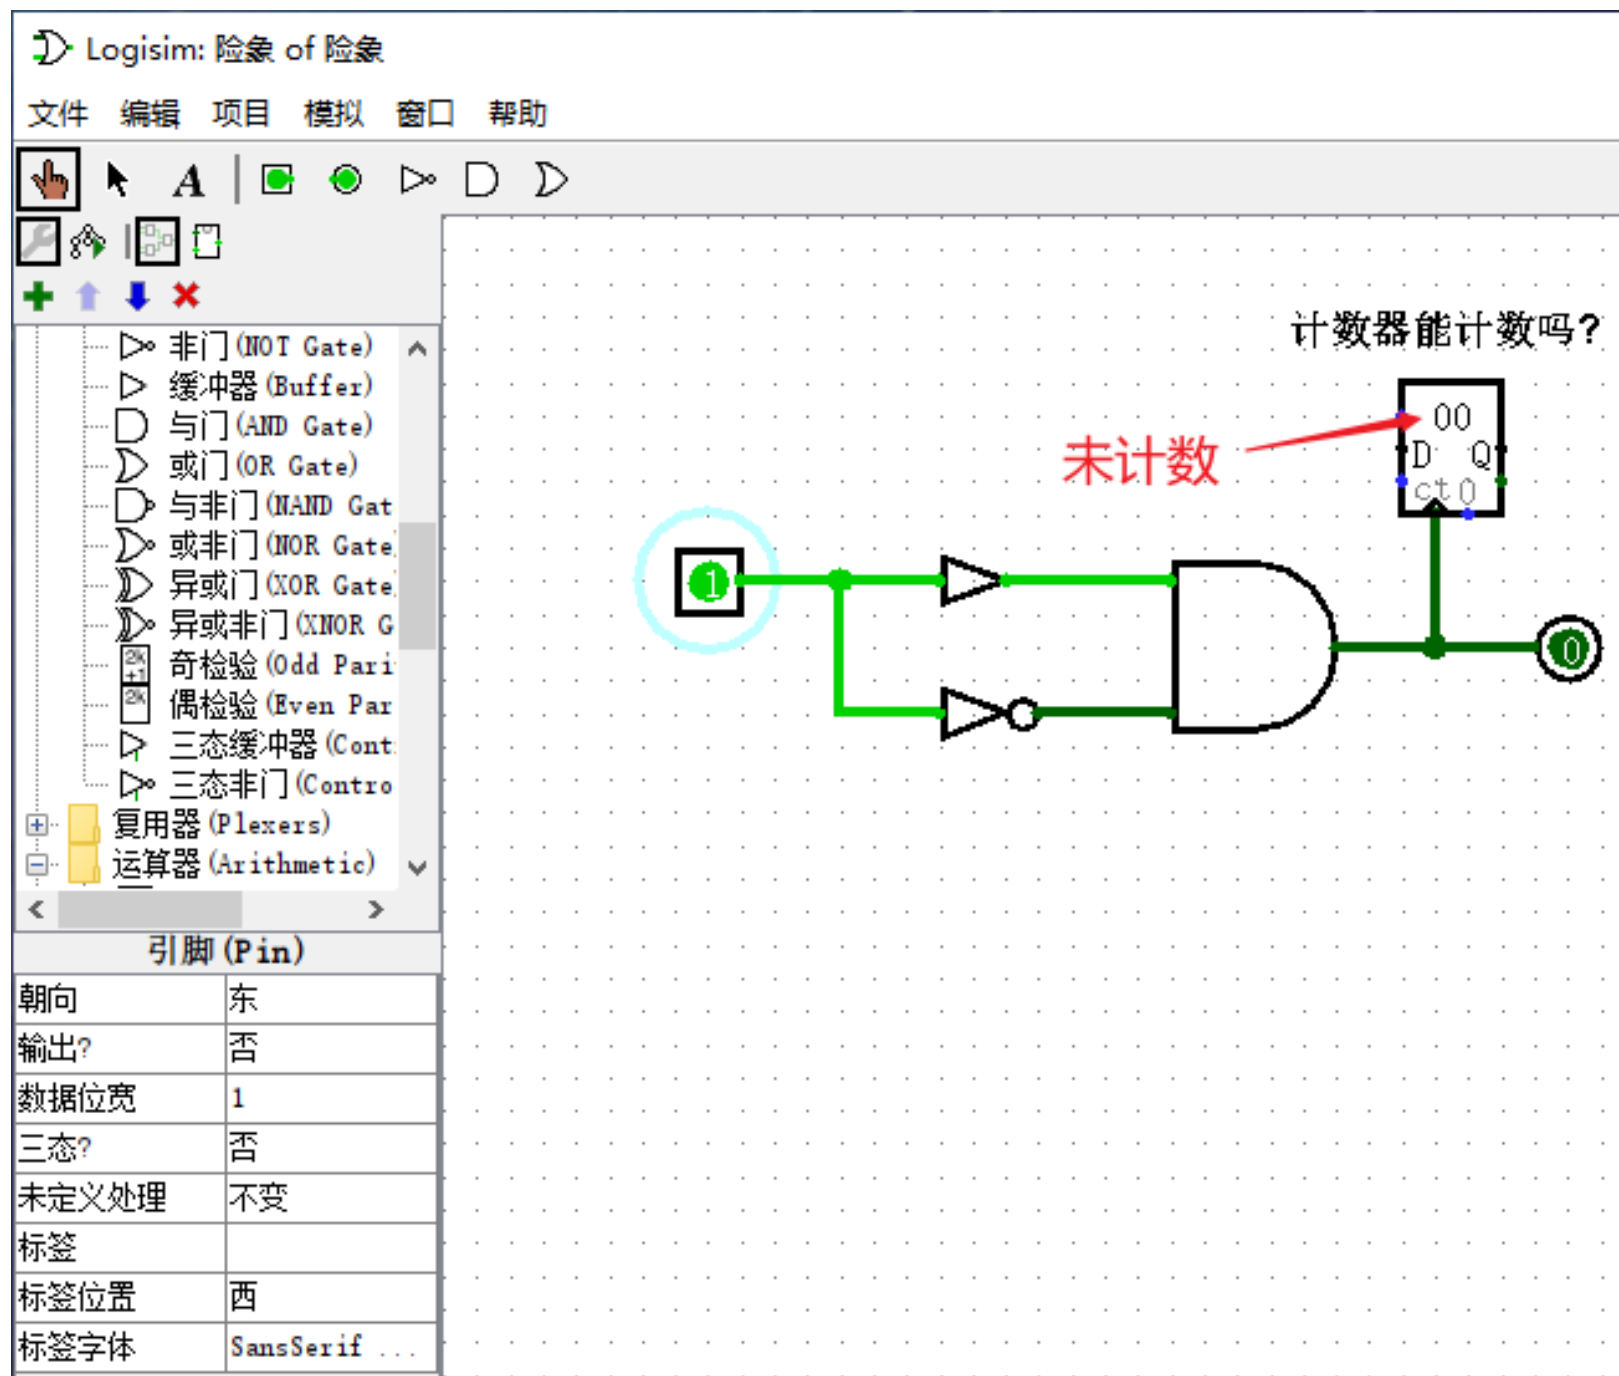 Logisim: 险象 of 险象
文件 编辑 项目 模拟 窗口 帮助
A
计数器能计数吗?
非门(NOT Gate)
缓冲器(Buffer)
与门(AND Gate)
或门(OR Gate)
与非门(NAND Gat
或非门(NOR Gate
异或门(XOR Gate
异或非门(XNOR G
奇检验(Odd Pari
偶检验(Even Par
三态缓冲器(Cont
三态非门(Contro
复用器(Plexers)
运算器(Arithmetic)
2k
+1
2k
未计数
00
D Q
ct 0
1
0
引脚(Pin)
朝向 东
输出? 否
数据位宽 1
三态? 否
未定义处理 不变
标签
标签位置 西
标签字体 SansSerif ...